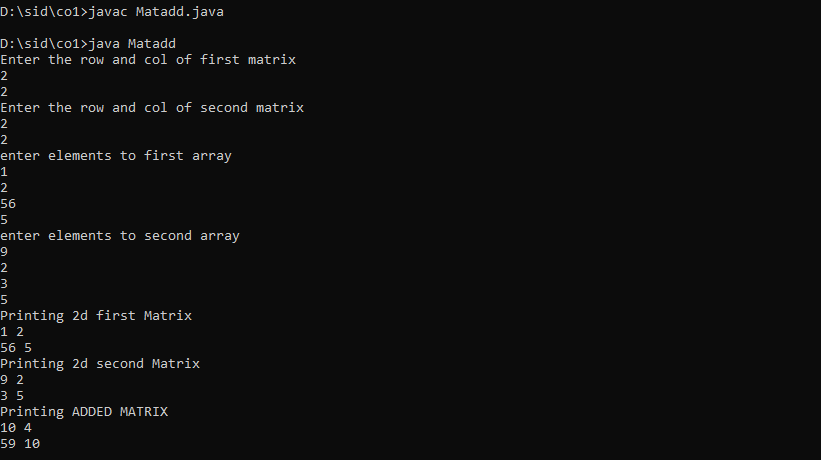 D:\sid\co1>javac Matadd.java
D:\sid\co1>java Matadd
Enter the row and col of first matrix
2
2
Enter the row and col of second matrix
2
2
enter elements to first array
1
2
56
5
enter elements to second array
9
2
3
5
Printing 2d first Matrix
1 2
56 5
Printing 2d second Matrix
9 2
3 5
Printing ADDED MATRIX
10 4
59 10